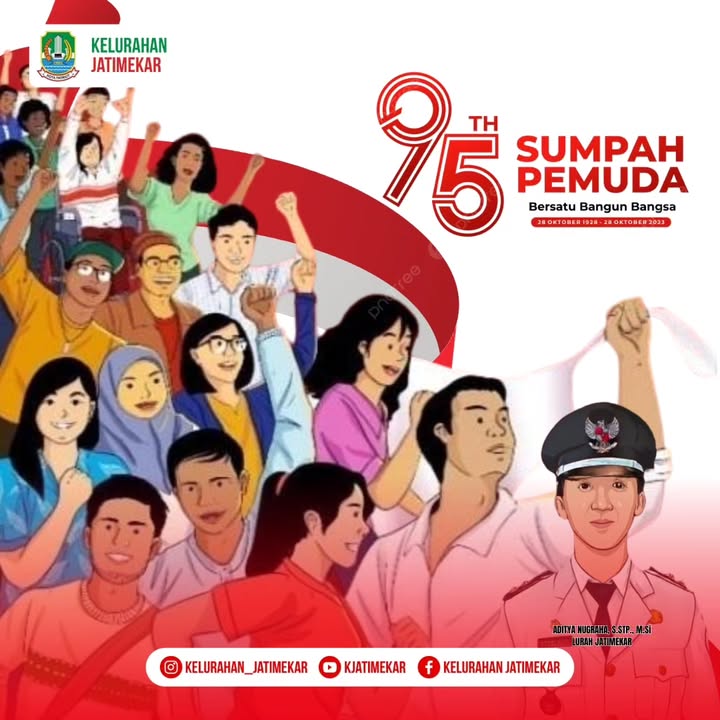 KELURAHAN
JATIMEKAR
95 TH
SUMPAH
PEMUDA
Bersatu Bangun Bangsa
28 OKTOBER 1928 - 28 OKTOBER 2023
pngtree
ADITYA NUGRAHA, S.STP., M.Si
LURAH JATIMEKAR
KELURAHAN_JATIMEKAR
KJATIMEKAR
KELURAHAN JATIMEKAR